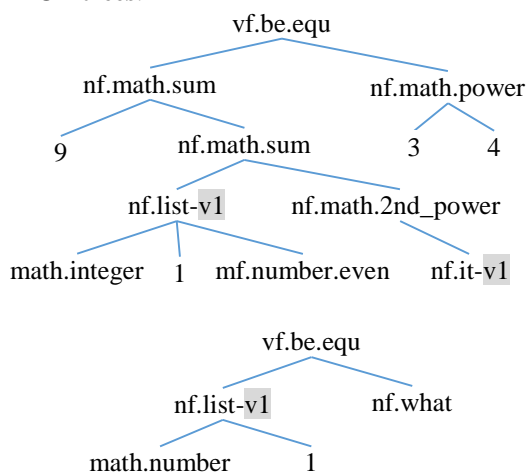 vf.be.equ
nf.math.sum nf.math.power
9 nf.math.sum 3 4
nf.list-v1 nf.math.2nd_power
math.integer 1 mf.number.even nf.it-v1
vf.be.equ
nf.list-v1 nf.what
math.number 1